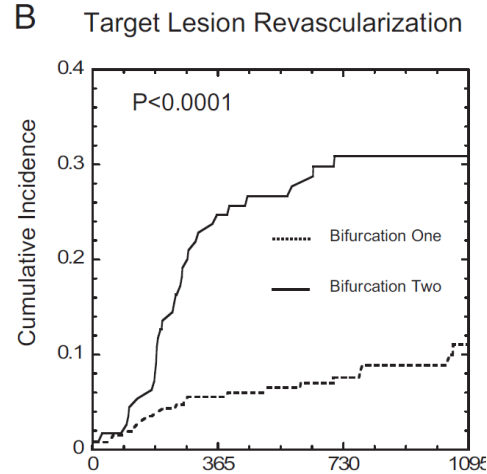 B Target Lesion Revascularization
0.4
P<0.0001
0.3
Cumulative Incidence
Bifurcation One
0.2
Bifurcation Two
0.1
0
0 365 730 1095